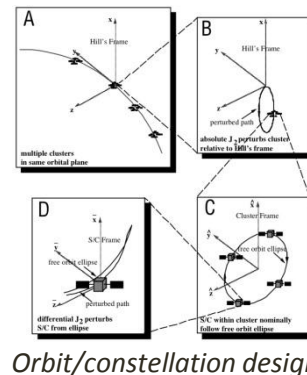 A
x
Hill's Frame
y
z
multiple clusters
in same orbital plane
B
x
Hill's Frame
y
z
perturbed path
absolute J2 perturbs cluster
relative to Hill's frame
D
x
S/C Frame
y
free orbit ellipse
z
perturbed path
differential J2 perturbs
S/C from ellipse
C
x
Cluster Frame
y
free orbit ellipse
z
S/C within cluster nominally
follow free orbit ellipse
Orbit/constellation desig